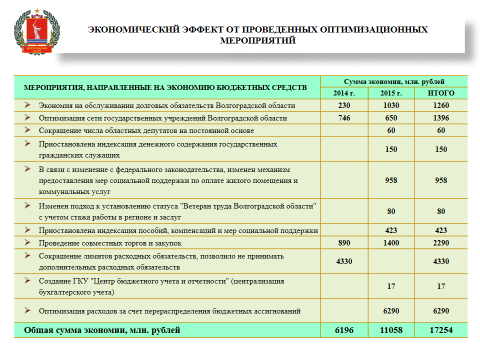 ЭКОНОМИЧЕСКИЙ ЭФФЕКТ ОТ ПРОВЕДЕННЫХ ОПТИМИЗАЦИОННЫХ
МЕРОПРИЯТИЙ
МЕРОПРИЯТИЯ, НАПРАВЛЕННЫЕ НА ЭКОНОМИЮ БЮДЖЕТНЫХ СРЕДСТВ
Сумма экономии, млн. рублей
2014 г. 2015 г. ИТОГО
Экономия на обслуживании долговых обязательств Волгоградской области 230 1030 1260
Оптимизация сети государственных учреждений Волгоградской области 746 650 1396
Сокращение числа областных депутатов на постоянной основе 60 60
Приостановлена индексация денежного содержания государственных
гражданских служащих 150 150
В связи с изменение с федерального законодательства, изменен механизм
предоставления мер социальной поддержки по оплате жилого помещения и 958 958
коммунальных услуг
Изменен подход к установлению статуса "Ветеран труда Волгоградской области"
с учетом стажа работы в регионе и заслуг 80 80
Приостановлена индексация пособий, компенсаций и мер социальной поддержки 423 423
Проведение совместных торгов и закупок 890 1400 2290
Сокращение лимитов расходных обязательств, позволило не принимать 4330 4330
дополнительных расходных обязательств
Создание ГКУ "Центр бюджетного учета и отчетности" (централизация
бухгалтерского учета) 17 17
Оптимизация расходов за счет перераспределения бюджетных ассигнований 6290 6290
Общая сумма экономии, млн. рублей 6196 11058 17254